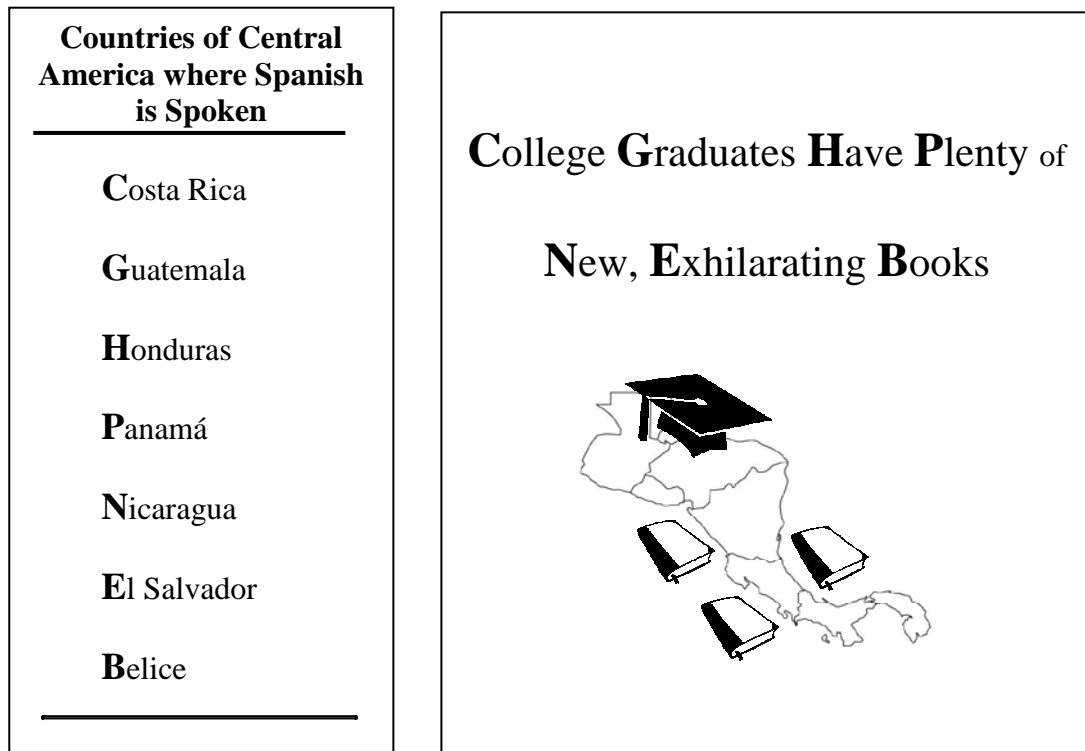 Countries of Central
America where Spanish
is Spoken
Costa Rica
Guatemala
Honduras
Panamá
Nicaragua
El Salvador
Belice
College Graduates Have Plenty of
New, Exhilarating Books